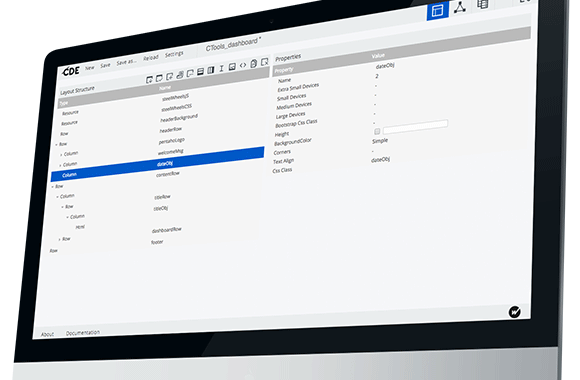 CDE New Save Save as... Reload Settings
CTools_dashboard*
Layout Structure
Type Name
Resource steelWheelsJS
Resource steelWheelsCSS
Row headerBackground
Row headerRow
Column pentahoLogo
Column welcomeMsg
Column dateObj
Row contentRow
Column
Row titleRow
Column titleObj
Html
Row dashboardRow
Row footer
Properties
Property Value
Name dateObj
Extra Small Devices 2
Small Devices -
Medium Devices -
Large Devices -
Bootstrap Css Class -
Height -
BackgroundColor
Corners Simple
Text Align -
Css Class dateObj
About Documentation